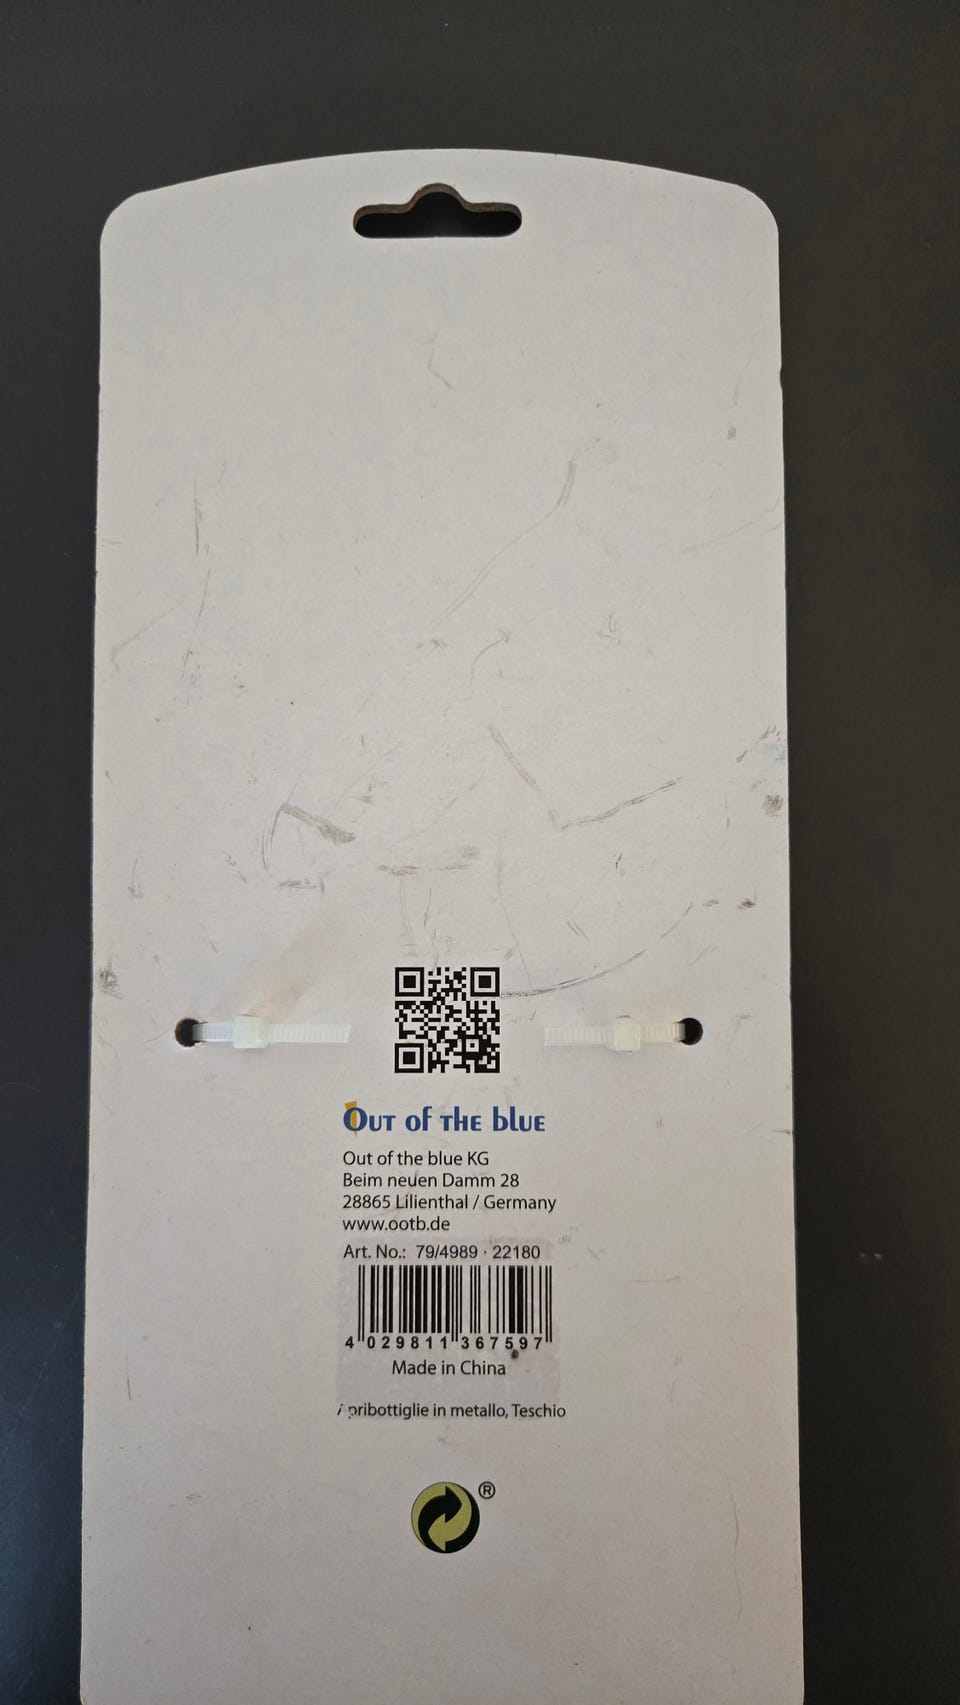 Out of the blue
Out of the blue KG
Beim neuen Damm 28
28865 Lilienthal / Germany
www.ootb.de
Art. No.: 79/4989 · 22180
4 029811 367597
Made in China
Apribottiglie in metallo, Teschio
®